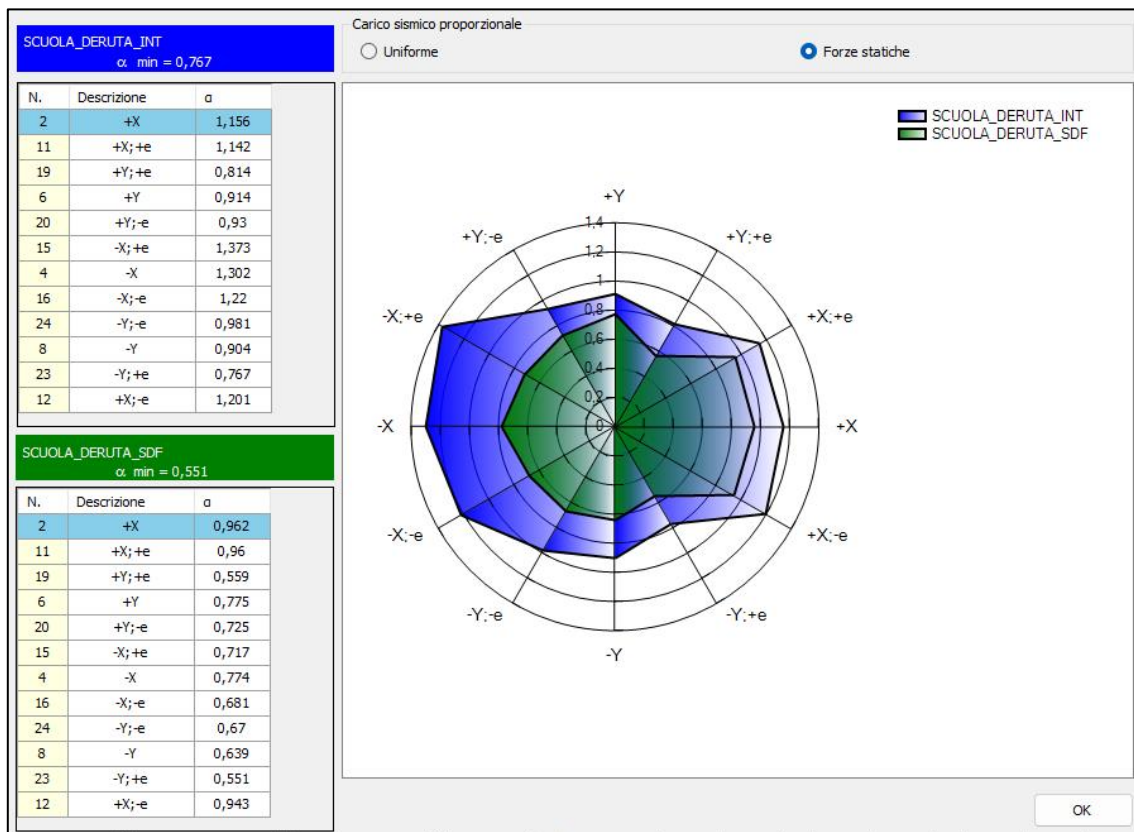 SCUOLA_DERUTA_INT
α min = 0,767
N. Descrizione α
2 +X 1,156
11 +X;+e 1,142
19 +Y;+e 0,814
6 +Y 0,914
20 +Y;-e 0,93
15 -X;+e 1,373
4 -X 1,302
16 -X;-e 1,22
24 -Y;-e 0,981
8 -Y 0,904
23 -Y;+e 0,767
12 +X;-e 1,201
SCUOLA_DERUTA_SDF
α min = 0,551
N. Descrizione α
2 +X 0,962
11 +X;+e 0,96
19 +Y;+e 0,559
6 +Y 0,775
20 +Y;-e 0,725
15 -X;+e 0,717
4 -X 0,774
16 -X;-e 0,681
24 -Y;-e 0,67
8 -Y 0,639
23 -Y;+e 0,551
12 +X;-e 0,943
Carico sismico proporzionale
Uniforme Forze statiche
SCUOLA_DERUTA_INT
SCUOLA_DERUTA_SDF
+Y
+Y;-e +Y;+e
1,4
1,2
1
0,8
0,6
0,4
0,2
0
-X;+e +X;+e
-X +X
-X;-e +X;-e
-Y;-e -Y;+e
-Y
OK